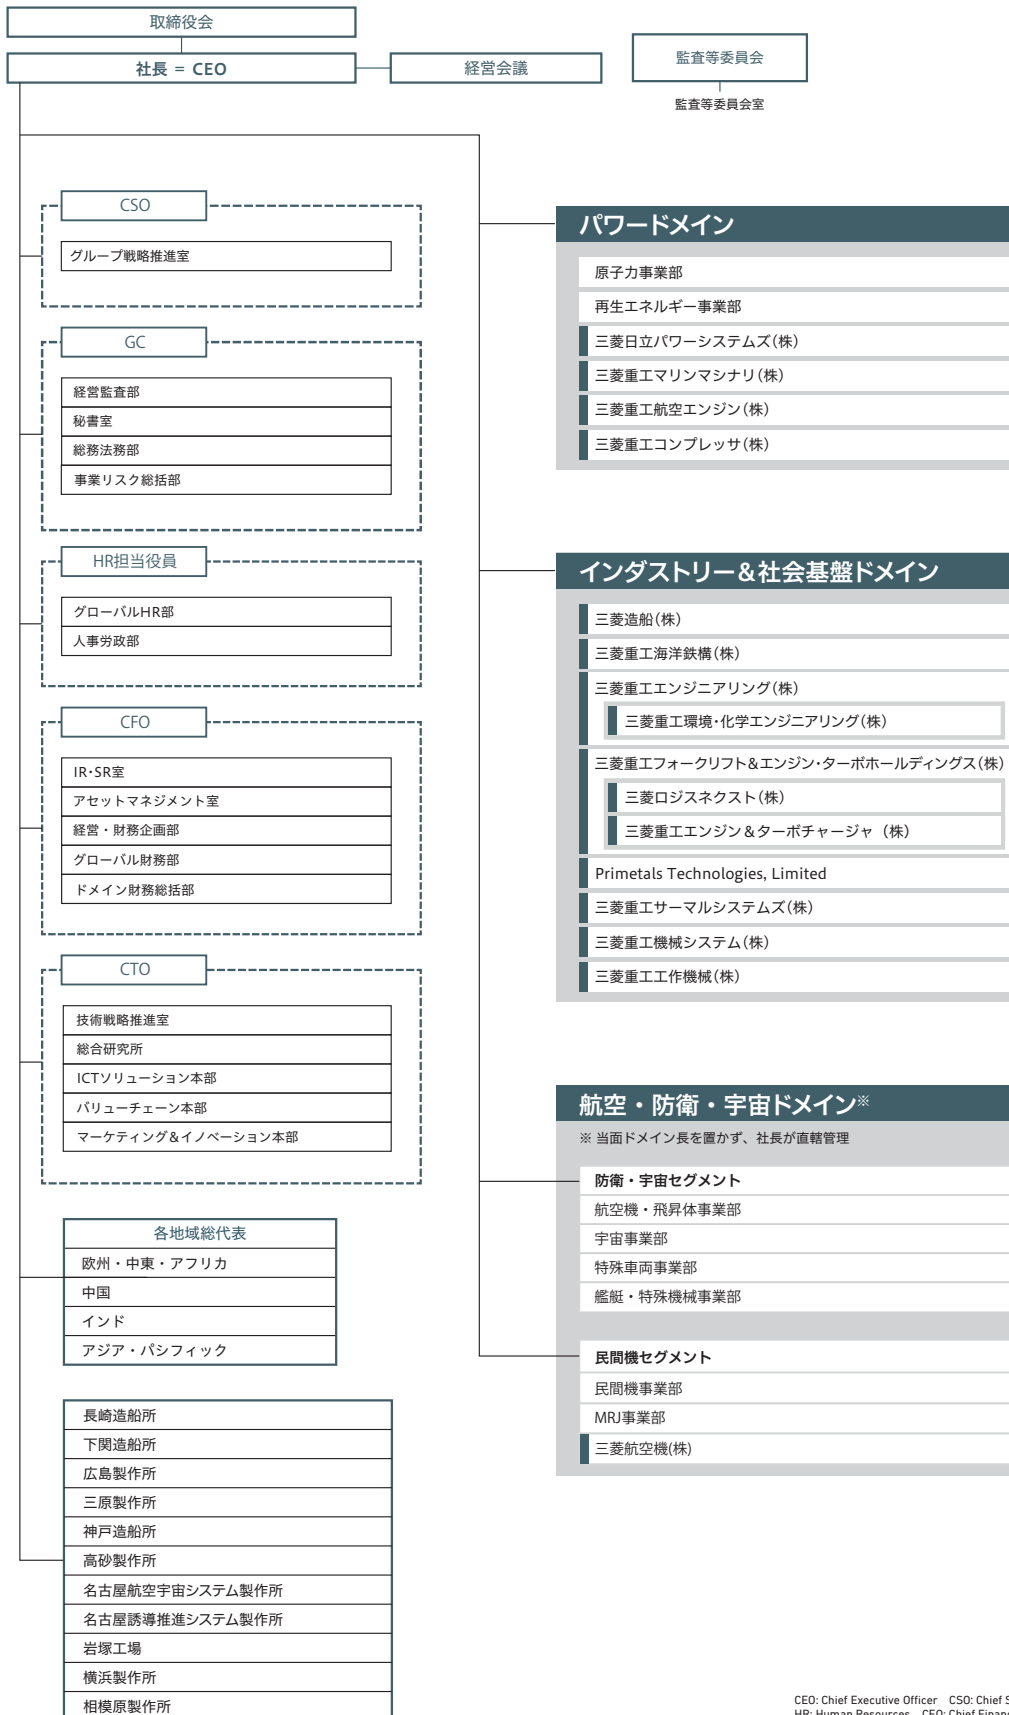 取締役会
社長 = CEO
経営会議
監査等委員会
監査等委員会室
CSO
グループ戦略推進室
GC
経営監査部
秘書室
総務法務部
事業リスク総括部
HR担当役員
グローバルHR部
人事労政部
CFO
IR・SR室
アセットマネジメント室
経営・財務企画部
グローバル財務部
ドメイン財務総括部
CTO
技術戦略推進室
総合研究所
ICTソリューション本部
バリューチェーン本部
マーケティング&イノベーション本部
各地域総代表
欧州・中東・アフリカ
中国
インド
アジア・パシフィック
長崎造船所
下関造船所
広島製作所
三原製作所
神戸造船所
高砂製作所
名古屋航空宇宙システム製作所
名古屋誘導推進システム製作所
岩塚工場
横浜製作所
相模原製作所
パワードメイン
原子力事業部
再生エネルギー事業部
三菱日立パワーシステムズ(株)
三菱重工マリンマシナリ(株)
三菱重工航空エンジン(株)
三菱重工コンプレッサ(株)
インダストリー&社会基盤ドメイン
三菱造船(株)
三菱重工海洋鉄構(株)
三菱重工エンジニアリング(株)
三菱重工環境・化学エンジニアリング(株)
三菱重工フォークリフト&エンジン・ターボホールディングス(株)
三菱ロジスネクスト(株)
三菱重工エンジン&ターボチャージャ(株)
Primetals Technologies, Limited
三菱重工サーマルシステムズ(株)
三菱重工機械システム(株)
三菱重工工作機械(株)
航空・防衛・宇宙ドメイン※
※ 当面ドメイン長を置かず、社長が直轄管理
防衛・宇宙セグメント
航空機・飛昇体事業部
宇宙事業部
特殊車両事業部
艦艇・特殊機械事業部
民間機セグメント
民間機事業部
MRJ事業部
三菱航空機(株)
CEO: Chief Executive Officer CSO: Chief S